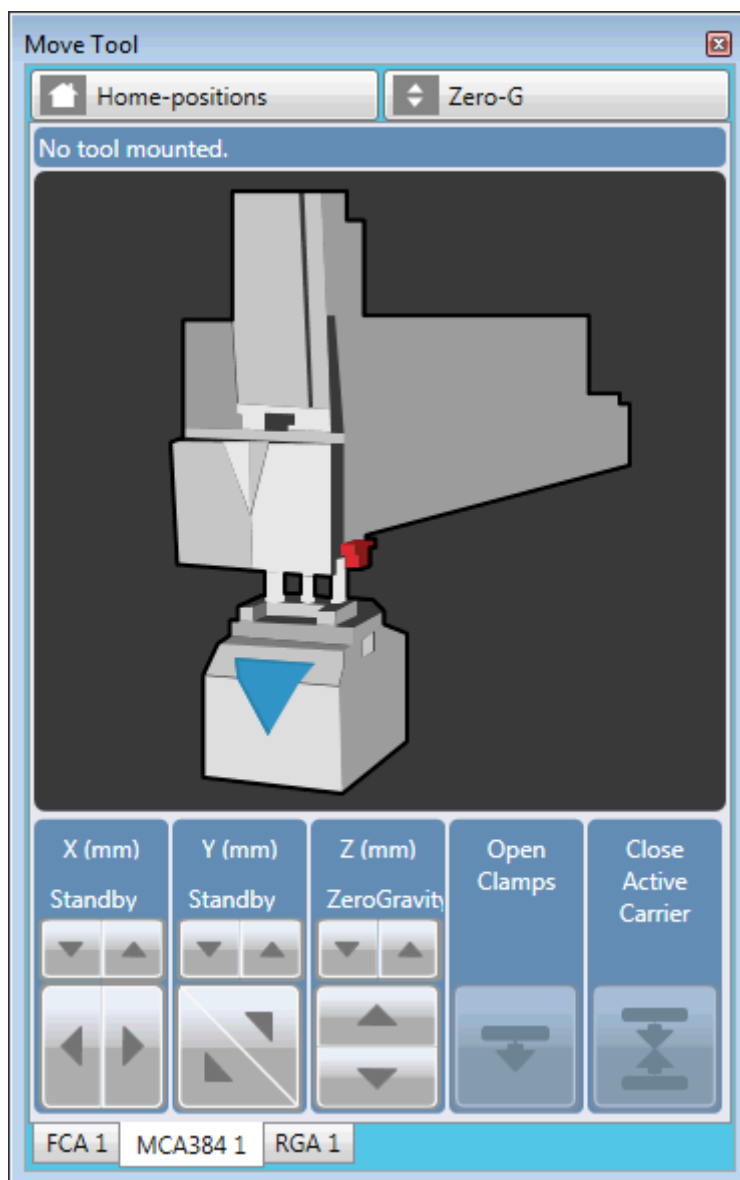 Move Tool
Home-positions
Zero-G
No tool mounted.
X (mm)
Standby
Y (mm)
Standby
Z (mm)
ZeroGravity
Open
Clamps
Close
Active
Carrier
FCA 1
MCA384 1
RGA 1